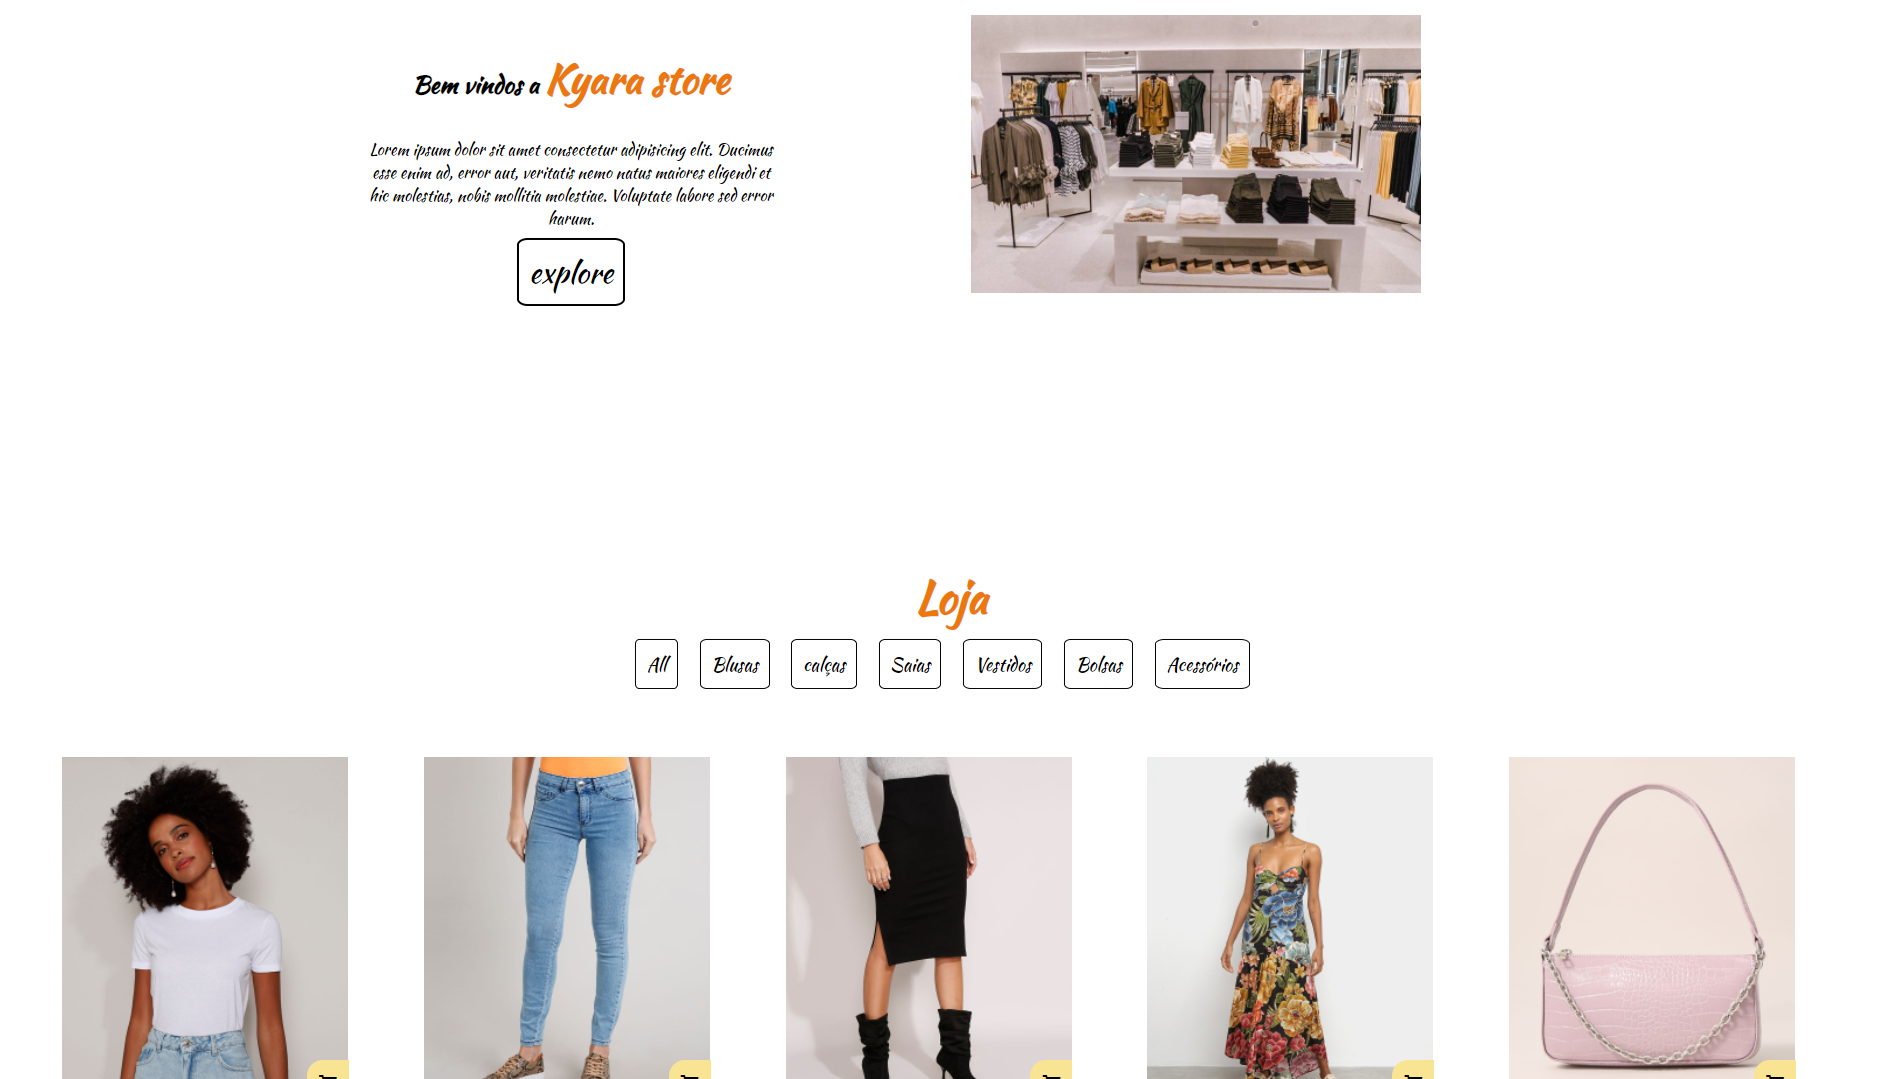 Bem vindos a Kyara store
Lorem ipsum dolor sit amet consectetur adipisicing elit. Ducimus
esse enim ad, error aut, veritatis nemo natus maiores eligendi et
hic molestias, nobis mollitia molestiae. Voluptate labore sed error
harum.
explore
Loja
All Blusas calças Saias Vestidos Bolsas Acessórios